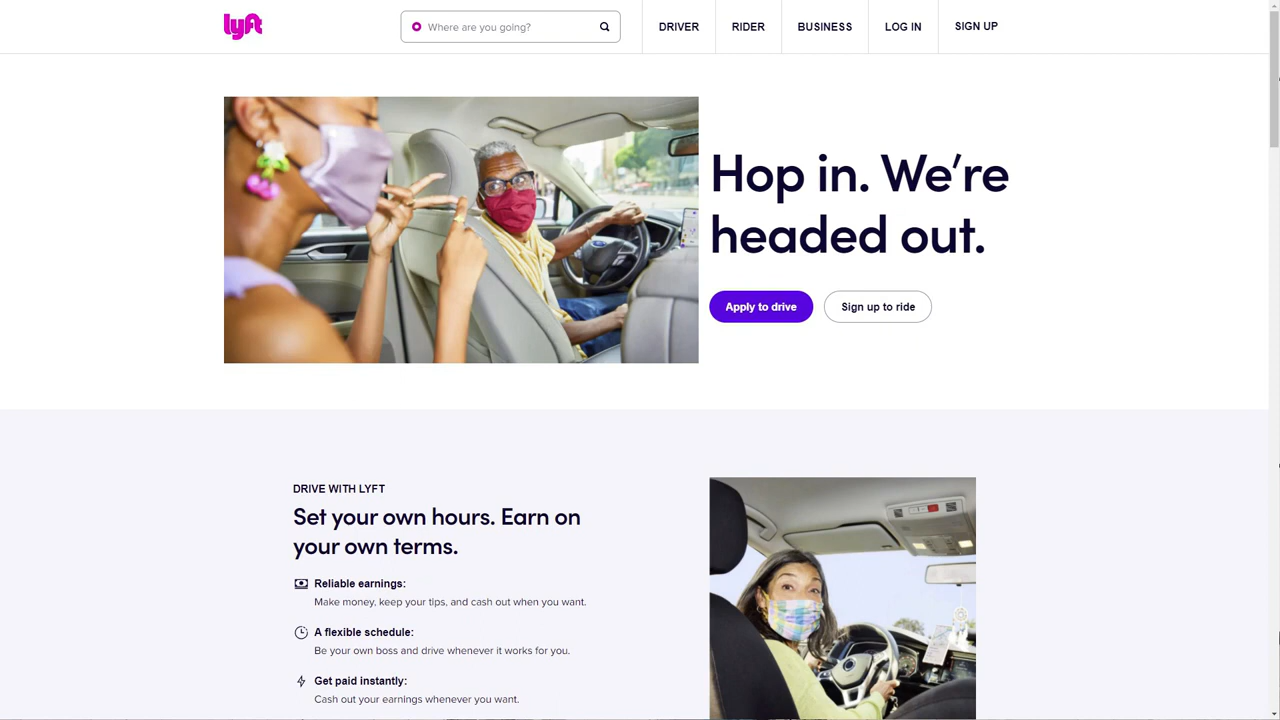 lyft
Where are you going?
DRIVER
RIDER
BUSINESS
LOG IN
SIGN UP
Hop in. We’re
headed out.
Apply to drive
Sign up to ride
DRIVE WITH LYFT
Set your own hours. Earn on
your own terms.
Reliable earnings:
Make money, keep your tips, and cash out when you want.
A flexible schedule:
Be your own boss and drive whenever it works for you.
Get paid instantly:
Cash out your earnings whenever you want.